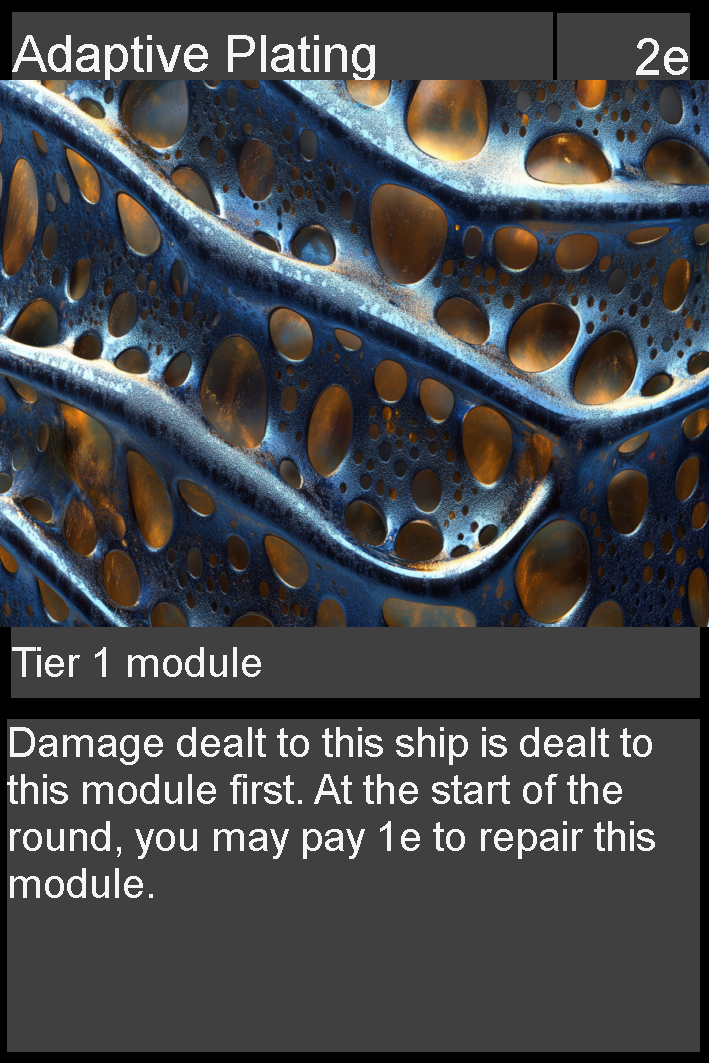 Adaptive Plating 2e
Tier 1 module
Damage dealt to this ship is dealt to
this module first. At the start of the
round, you may pay 1e to repair this
module.